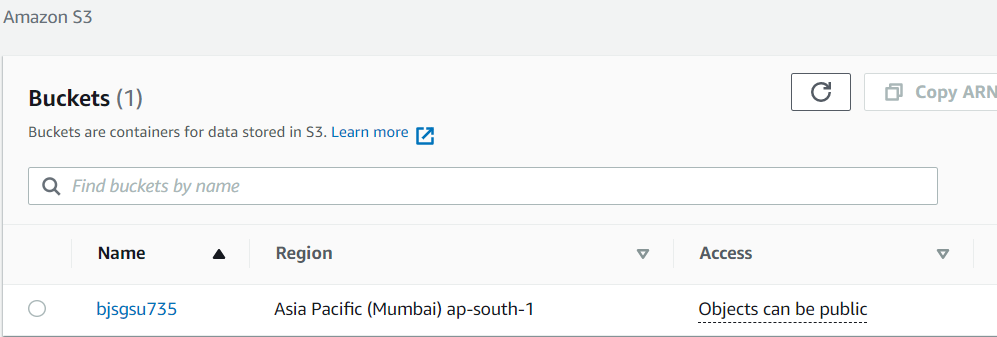 Amazon S3
Buckets (1)
Copy ARN
Buckets are containers for data stored in S3. Learn more
Find buckets by name
Name Region Access
bjsgsu735 Asia Pacific (Mumbai) ap-south-1 Objects can be public